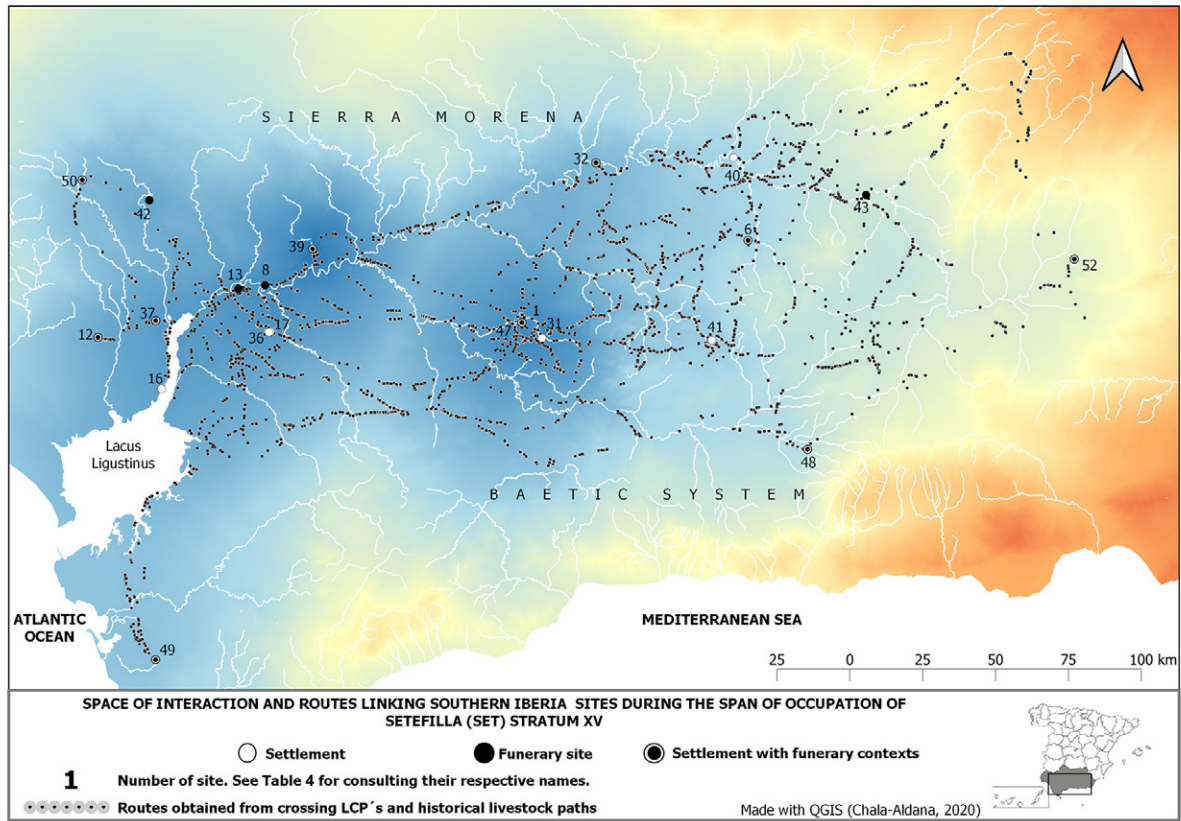 S I E R R A M O R E N A
32
50
40
42
43
6
39
52
13
8
1
37
17
47
31
12
36
41
16
Lacus
Ligustinus
48
B A E T I C S Y S T E M
ATLANTIC
OCEAN
MEDITERRANEAN SEA
49
25 0 25 50 75 100 km
SPACE OF INTERACTION AND ROUTES LINKING SOUTHERN IBERIA SITES DURING THE SPAN OF OCCUPATION OF
SETEFILLA (SET) STRATUM XV
Settlement Funerary site Settlement with funerary contexts
1 Number of site. See Table 4 for consulting their respective names.
Routes obtained from crossing LCP´s and historical livestock paths
Made with QGIS (Chala-Aldana, 2020)